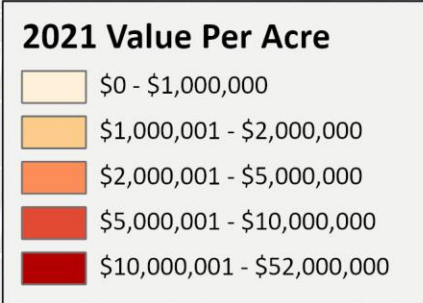 2021 Value Per Acre
$0 - $1,000,000
$1,000,001 - $2,000,000
$2,000,001 - $5,000,000
$5,000,001 - $10,000,000
$10,000,001 - $52,000,000